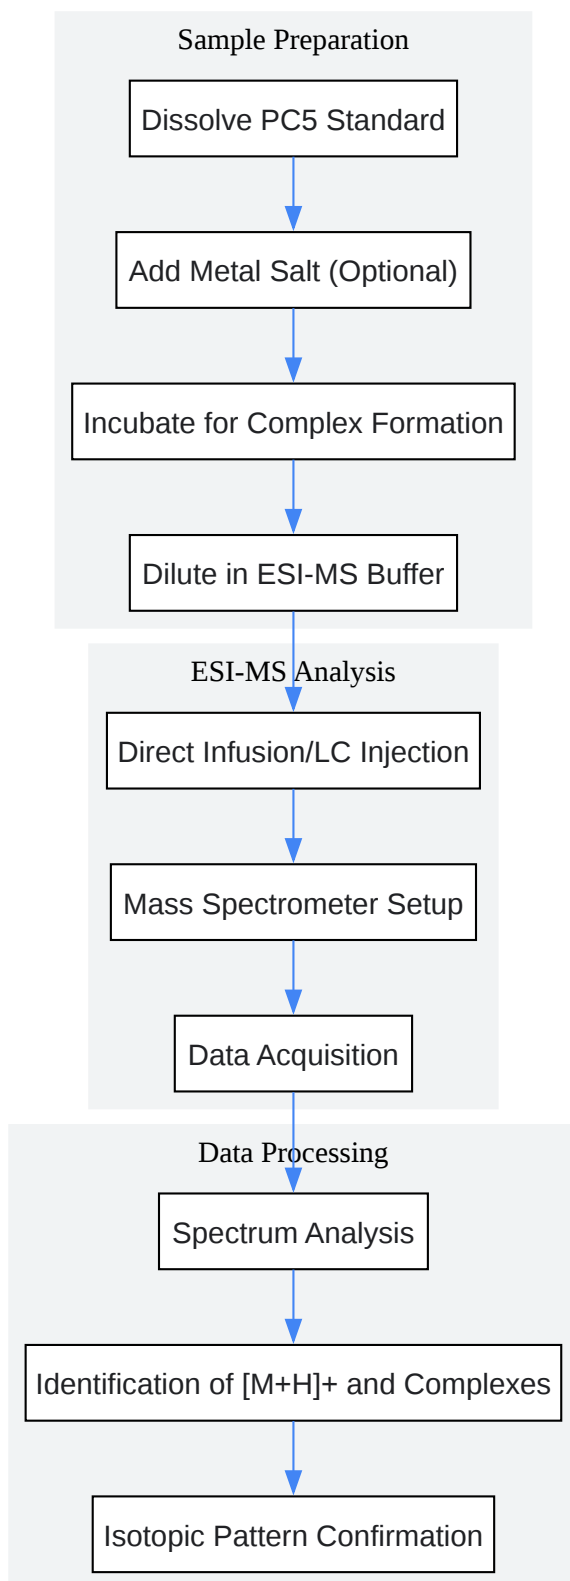 Sample Preparation
Dissolve PC5 Standard
Add Metal Salt (Optional)
Incubate for Complex Formation
Dilute in ESI-MS Buffer
ESI-MS Analysis
Direct Infusion/LC Injection
Mass Spectrometer Setup
Data Acquisition
Data Processing
Spectrum Analysis
Identification of [M+H]+ and Complexes
Isotopic Pattern Confirmation